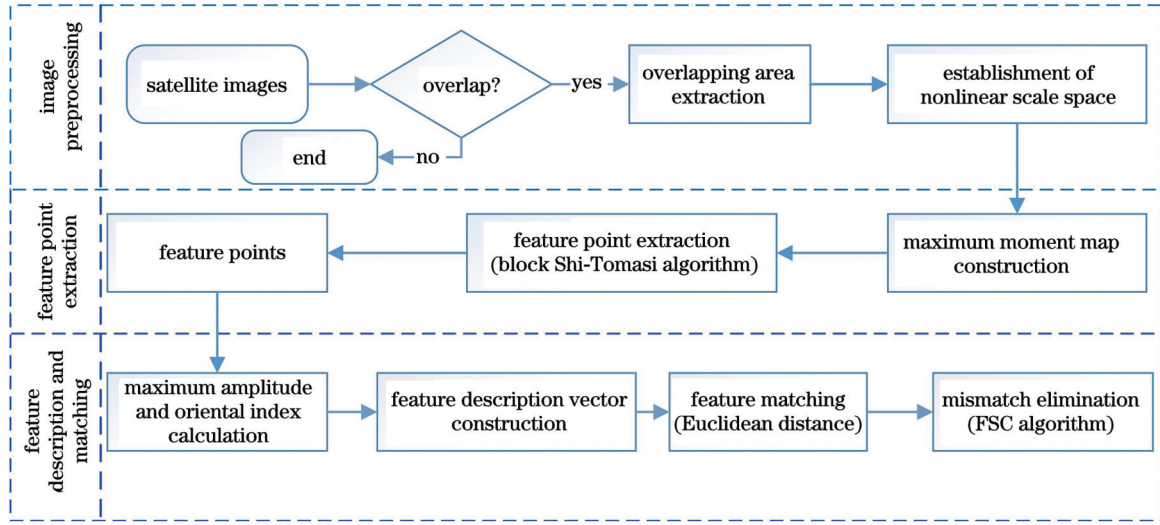 image
preprocessing
satellite images
overlap?
yes
overlapping area
extraction
establishment of
nonlinear scale space
end
no
feature point
extraction
feature points
feature point extraction
(block Shi-Tomasi algorithm)
maximum moment map
construction
feature
description and
matching
maximum amplitude
and oriental index
calculation
feature description vector
construction
feature matching
(Euclidean distance)
mismatch elimination
(FSC algorithm)